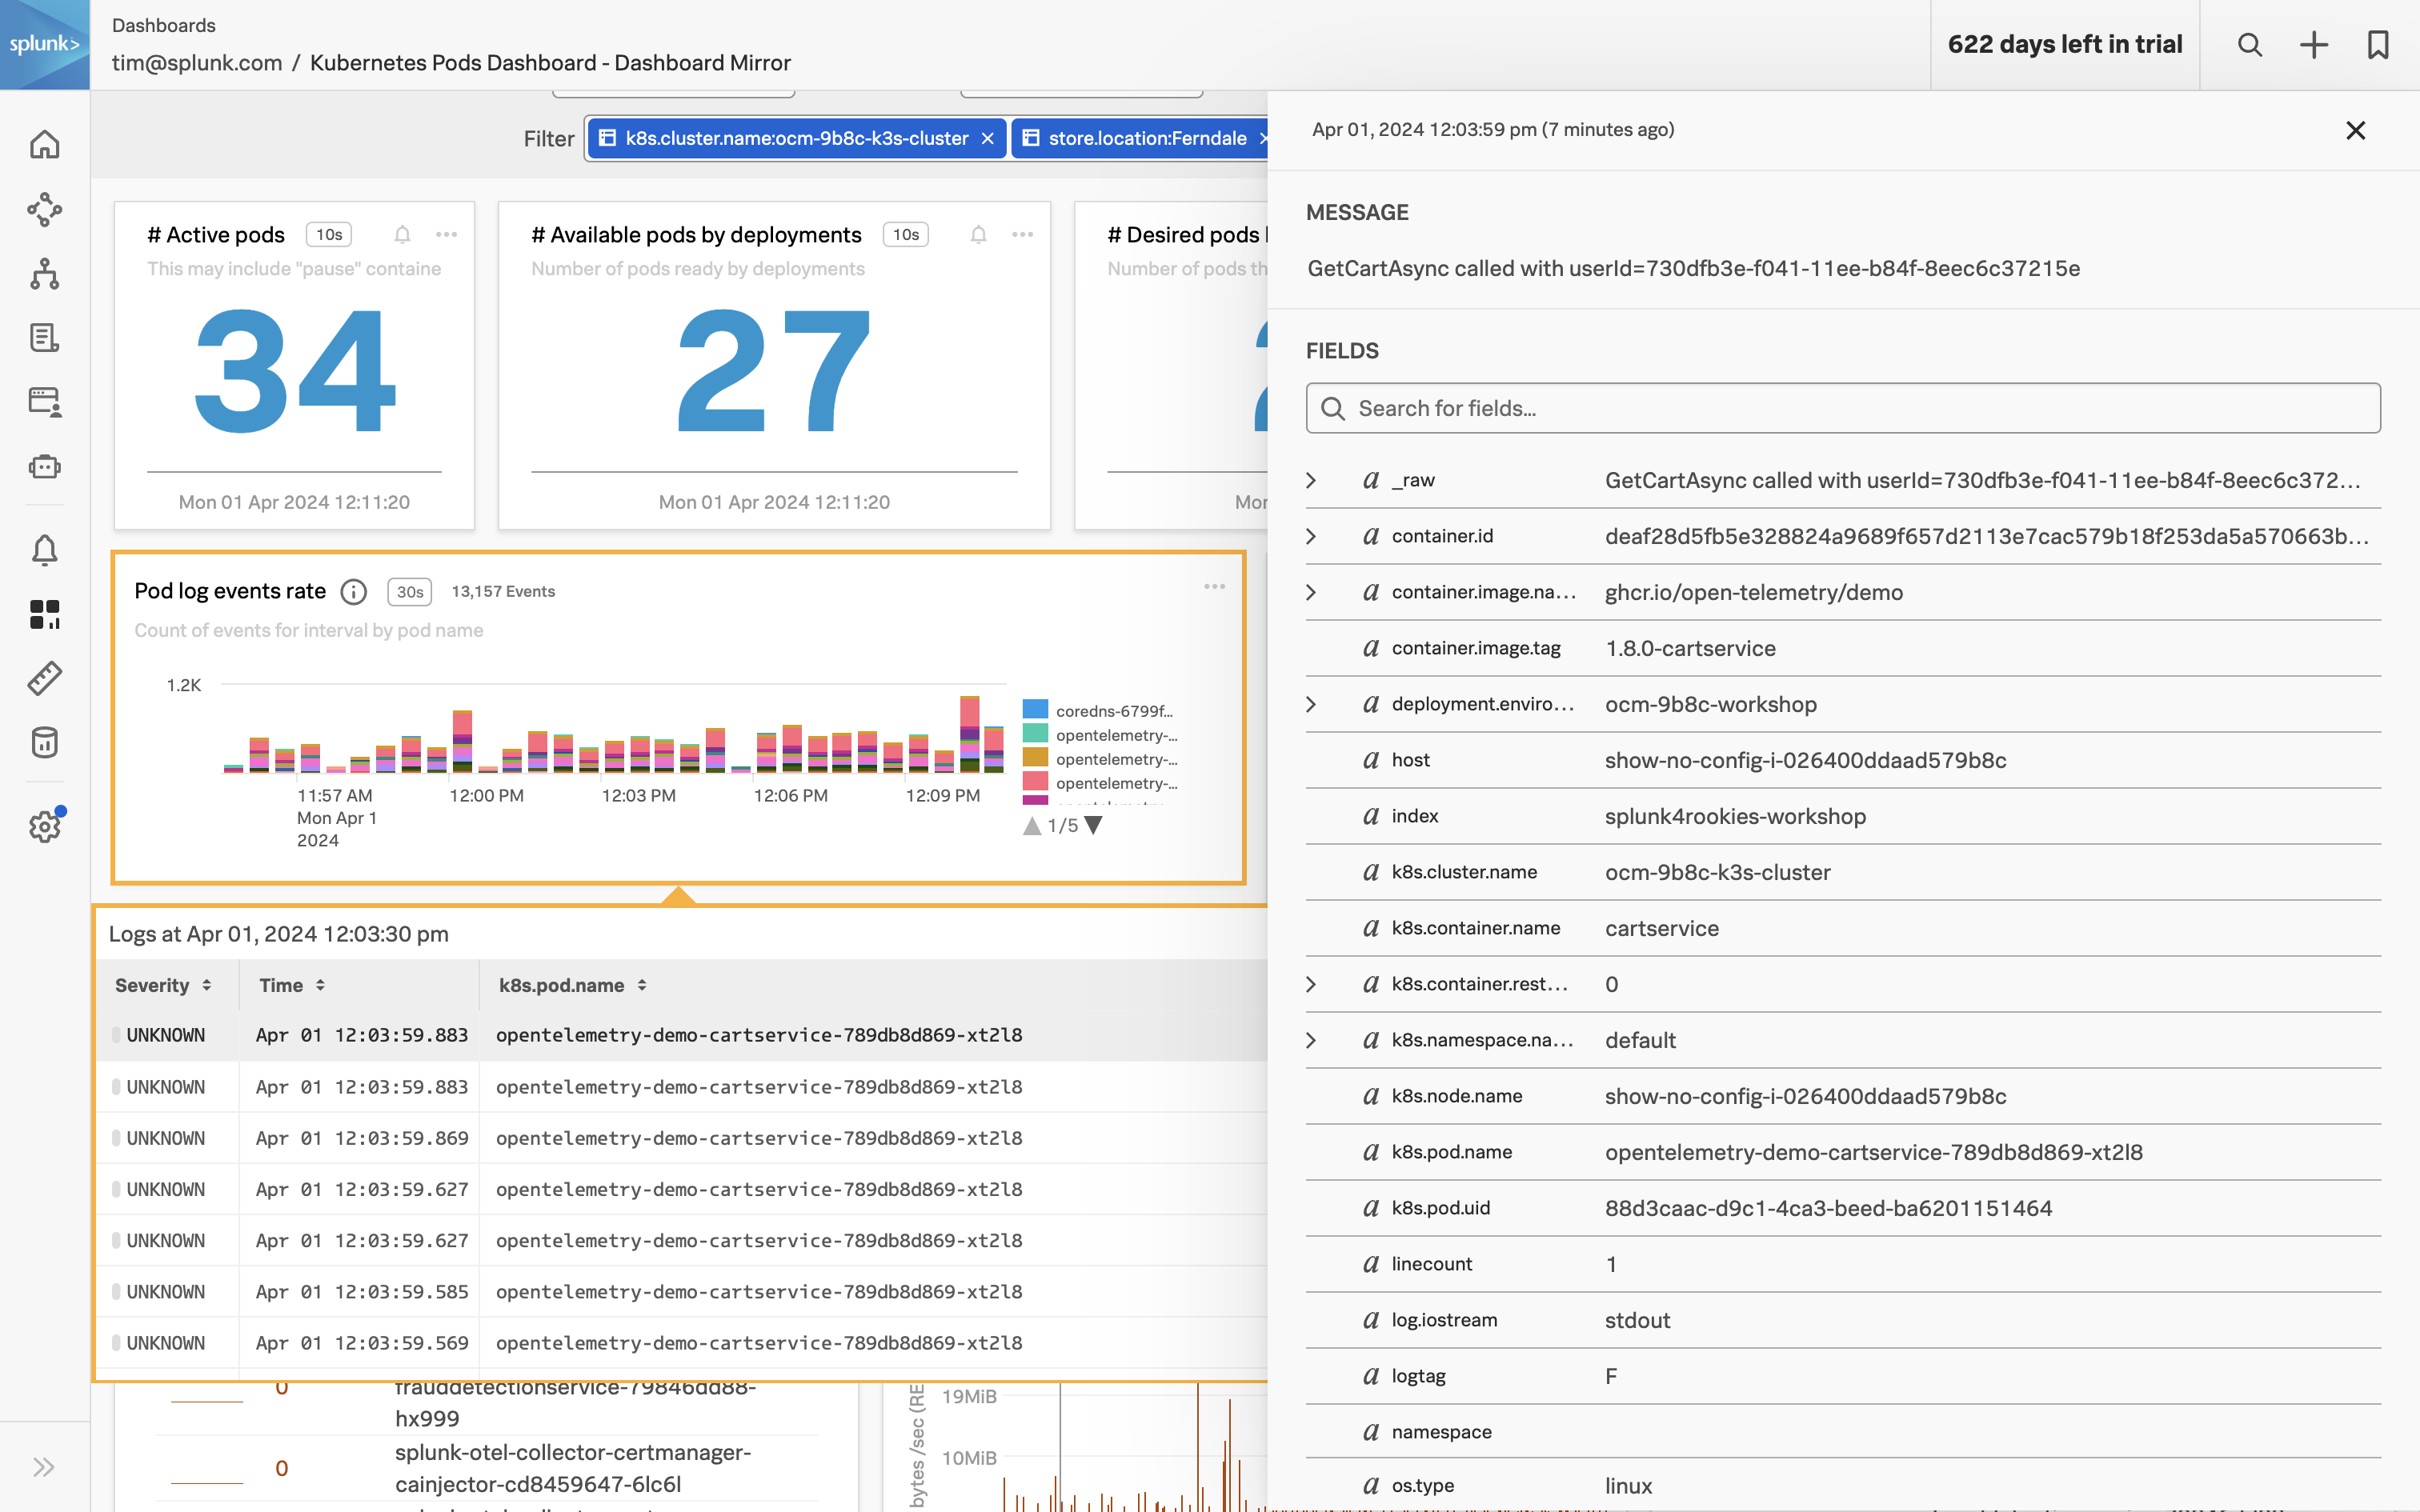 splunk>
Dashboards
tim@splunk.com / Kubernetes Pods Dashboard - Dashboard Mirror
622 days left in trial
Filter
k8s.cluster.name:ocm-9b8c-k3s-cluster
store.location:Ferndale
# Active pods 10s
This may include "pause" containe
34
Mon 01 Apr 2024 12:11:20
# Available pods by deployments 10s
Number of pods ready by deployments
27
Mon 01 Apr 2024 12:11:20
# Desired pods
Number of pods th
Pod log events rate 30s 13,157 Events
Count of events for interval by pod name
1.2K
11:57 AM
Mon Apr 1
2024
12:00 PM
12:03 PM
12:06 PM
12:09 PM
coredns-6799f...
opentelemetry-...
opentelemetry-...
opentelemetry-...
1/5
Logs at Apr 01, 2024 12:03:30 pm
Severity Time k8s.pod.name
UNKNOWN Apr 01 12:03:59.883 opentelemetry-demo-cartservice-789db8d869-xt2l8
UNKNOWN Apr 01 12:03:59.883 opentelemetry-demo-cartservice-789db8d869-xt2l8
UNKNOWN Apr 01 12:03:59.869 opentelemetry-demo-cartservice-789db8d869-xt2l8
UNKNOWN Apr 01 12:03:59.627 opentelemetry-demo-cartservice-789db8d869-xt2l8
UNKNOWN Apr 01 12:03:59.627 opentelemetry-demo-cartservice-789db8d869-xt2l8
UNKNOWN Apr 01 12:03:59.585 opentelemetry-demo-cartservice-789db8d869-xt2l8
UNKNOWN Apr 01 12:03:59.569 opentelemetry-demo-cartservice-789db8d869-xt2l8
0 frauddetectionservice-79846dd88-
hx999
0 splunk-otel-collector-certmanager-
cainjector-cd8459647-6lc6l
bytes /sec (RE
19MiB
10MiB
Apr 01, 2024 12:03:59 pm (7 minutes ago)
MESSAGE
GetCartAsync called with userId=730dfb3e-f041-11ee-b84f-8eec6c37215e
FIELDS
Search for fields...
a _raw GetCartAsync called with userId=730dfb3e-f041-11ee-b84f-8eec6c372...
a container.id deaf28d5fb5e328824a9689f657d2113e7cac579b18f253da5a570663b...
a container.image.na... ghcr.io/open-telemetry/demo
a container.image.tag 1.8.0-cartservice
a deployment.enviro... ocm-9b8c-workshop
a host show-no-config-i-026400ddaad579b8c
a index splunk4rookies-workshop
a k8s.cluster.name ocm-9b8c-k3s-cluster
a k8s.container.name cartservice
a k8s.container.rest... 0
a k8s.namespace.na... default
a k8s.node.name show-no-config-i-026400ddaad579b8c
a k8s.pod.name opentelemetry-demo-cartservice-789db8d869-xt2l8
a k8s.pod.uid 88d3caac-d9c1-4ca3-beed-ba6201151464
a linecount 1
a log.iostream stdout
a logtag F
a namespace
a os.type linux